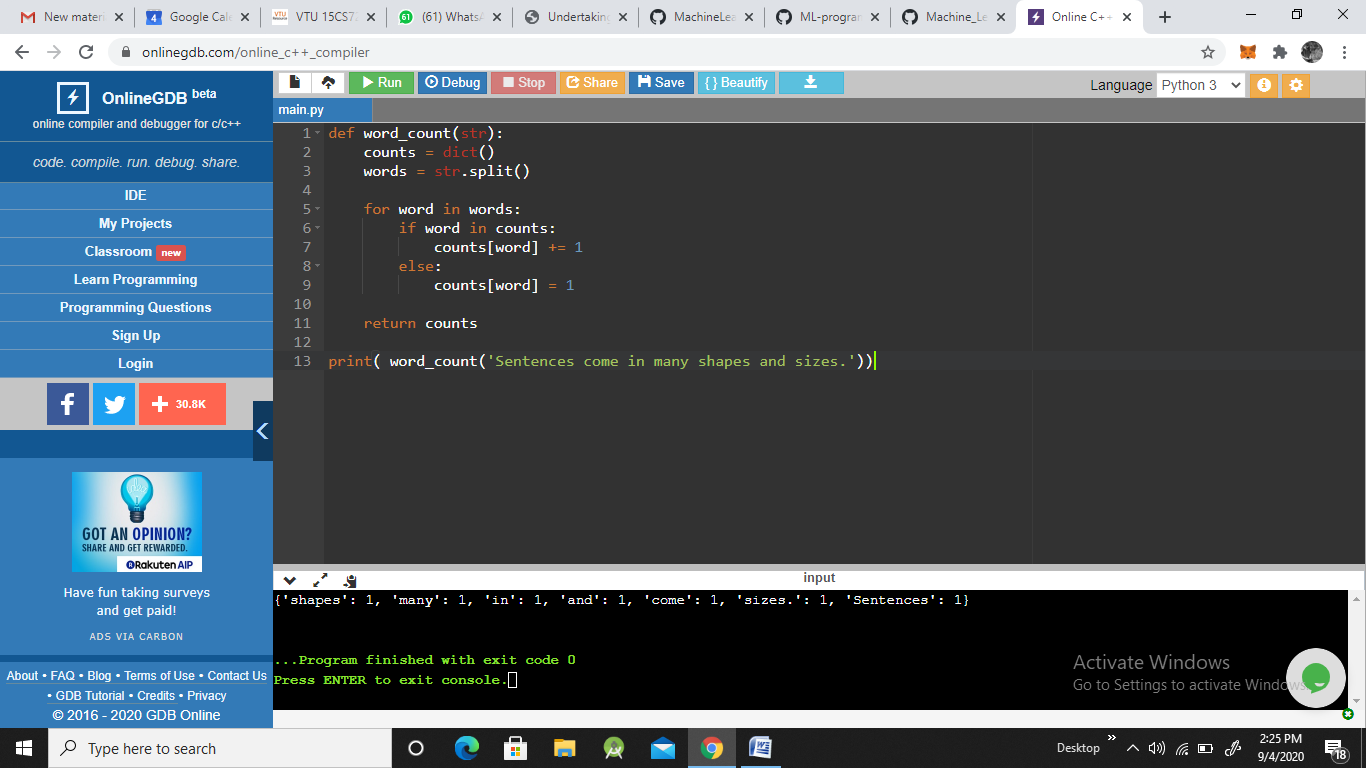 New materi
Google Cale
VTU 15CS7
(61) WhatsA
Undertaking
MachineLea
ML-program
Machine_Le
Online C++
onlinegdb.com/online_c++_compiler
OnlineGDB beta
online compiler and debugger for c/c++
code. compile. run. debug. share.
IDE
My Projects
Classroom new
Learn Programming
Programming Questions
Sign Up
Login
30.8K
GOT AN OPINION?
SHARE AND GET REWARDED.
Rakuten AIP
Have fun taking surveys
and get paid!
ADS VIA CARBON
About • FAQ • Blog • Terms of Use • Contact Us
• GDB Tutorial • Credits • Privacy
© 2016 - 2020 GDB Online
Run Debug Stop Share Save { } Beautify
Language Python 3
main.py
1 def word_count(str):
2 counts = dict()
3 words = str.split()
4
5 for word in words:
6 if word in counts:
7 counts[word] += 1
8 else:
9 counts[word] = 1
10
11 return counts
12
13 print( word_count('Sentences come in many shapes and sizes.'))
input
{'shapes': 1, 'many': 1, 'in': 1, 'and': 1, 'come': 1, 'sizes.': 1, 'Sentences': 1}
...Program finished with exit code 0
Press ENTER to exit console.
Activate Windows
Go to Settings to activate Windows.
Type here to search
Desktop
2:25 PM
9/4/2020
18